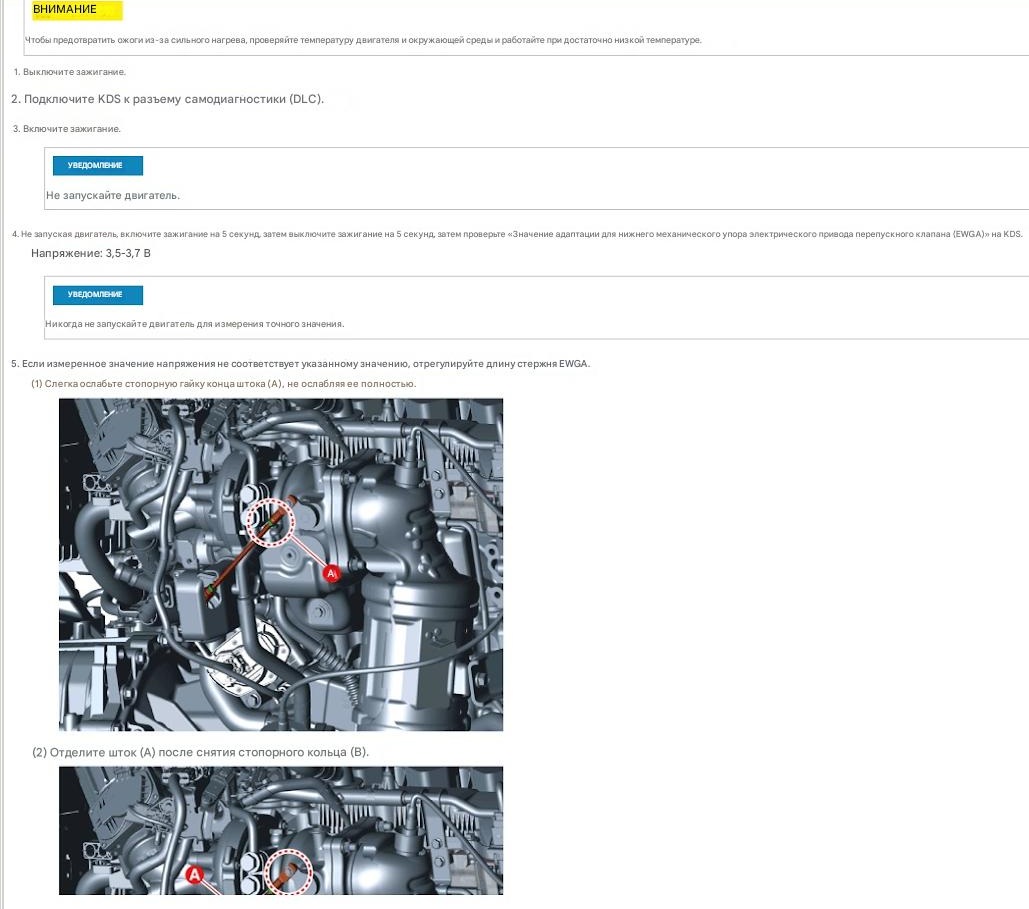 ВНИМАНИЕ
Чтобы предотвратить ожоги из-за сильного нагрева, проверяйте температуру двигателя и окружающей среды и работайте при достаточно низкой температуре.
1. Выключите зажигание.
2. Подключите KDS к разъему самодиагностики (DLC).
3. Включите зажигание.
УВЕДОМЛЕНИЕ
Не запускайте двигатель.
4. Не запуская двигатель, включите зажигание на 5 секунд, затем выключите зажигание на 5 секунд, затем проверьте «Значение адаптации для нижнего механического упора электрического привода перепускного клапана (EWGA)» на KDS.
Напряжение: 3,5-3,7 В
УВЕДОМЛЕНИЕ
Никогда не запускайте двигатель для измерения точного значения.
5. Если измеренное значение напряжения не соответствует указанному значению, отрегулируйте длину стержня EWGA.
(1) Слегка ослабьте стопорную гайку конца штока (A), не ослабляя ее полностью.
A
(2) Отделите шток (A) после снятия стопорного кольца (B).
A